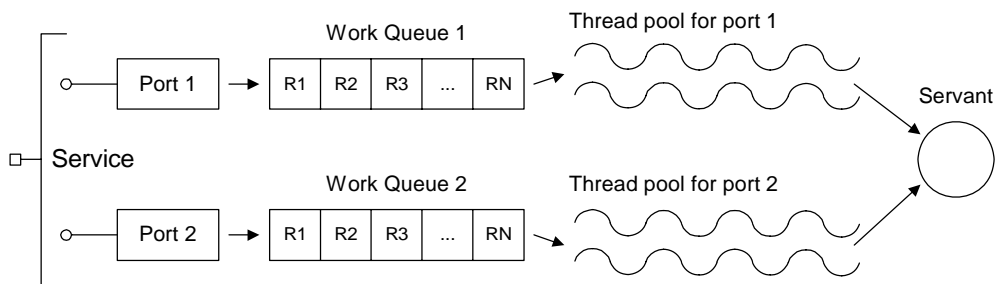 Work Queue 1
Thread pool for port 1
Port 1
R1 R2 R3 ... RN
Servant
Service
Work Queue 2
Thread pool for port 2
Port 2
R1 R2 R3 ... RN